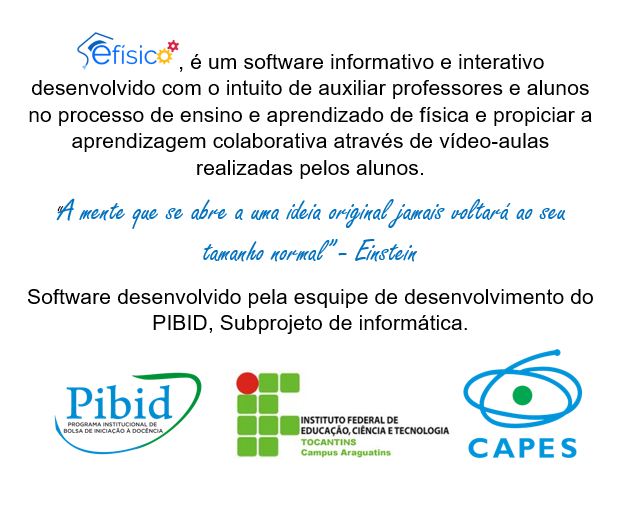 efísico, é um software informativo e interativo
desenvolvido com o intuito de auxiliar professores e alunos
no processo de ensino e aprendizado de física e propiciar a
aprendizagem colaborativa através de vídeo-aulas
realizadas pelos alunos.
"A mente que se abre a uma ideia original jamais voltará ao seu
tamanho normal" - Einstein
Software desenvolvido pela esquipe de desenvolvimento do
PIBID, Subprojeto de informática.
Pibid
PROGRAMA INSTITUCIONAL DE
BOLSA DE INICIAÇÃO À DOCÊNCIA
INSTITUTO FEDERAL DE
EDUCAÇÃO, CIÊNCIA E TECNOLOGIA
TOCANTINS
Campus Araguatins
CAPES